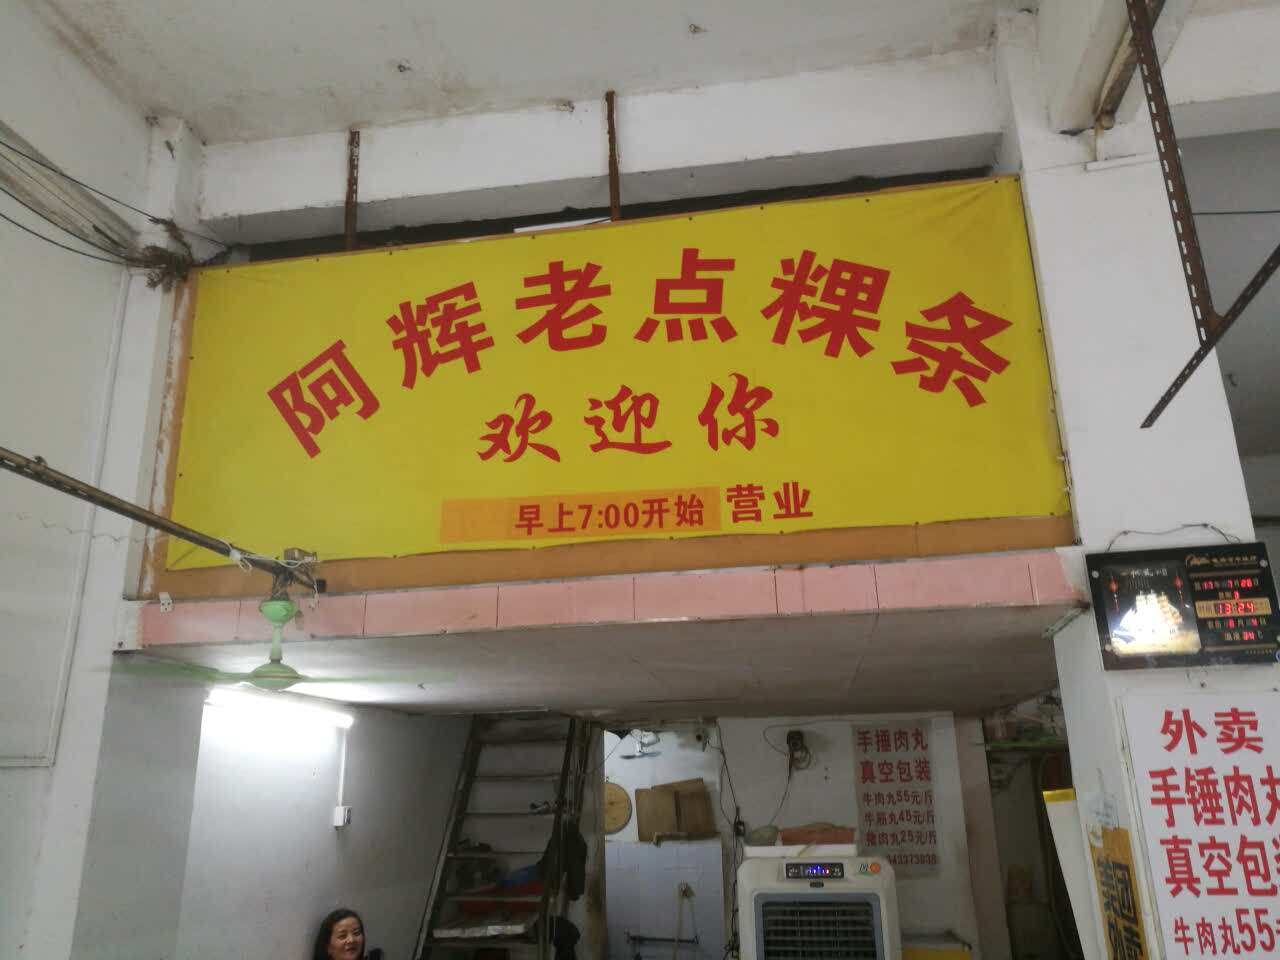 阿辉老点粿条
欢迎你
早上7:00开始 营业
手捶肉丸
真空包装
牛肉丸55元/斤
牛筋丸45元/斤
猪肉丸25元/斤
343373938
外卖
手锤肉丸
真空包
牛肉丸55